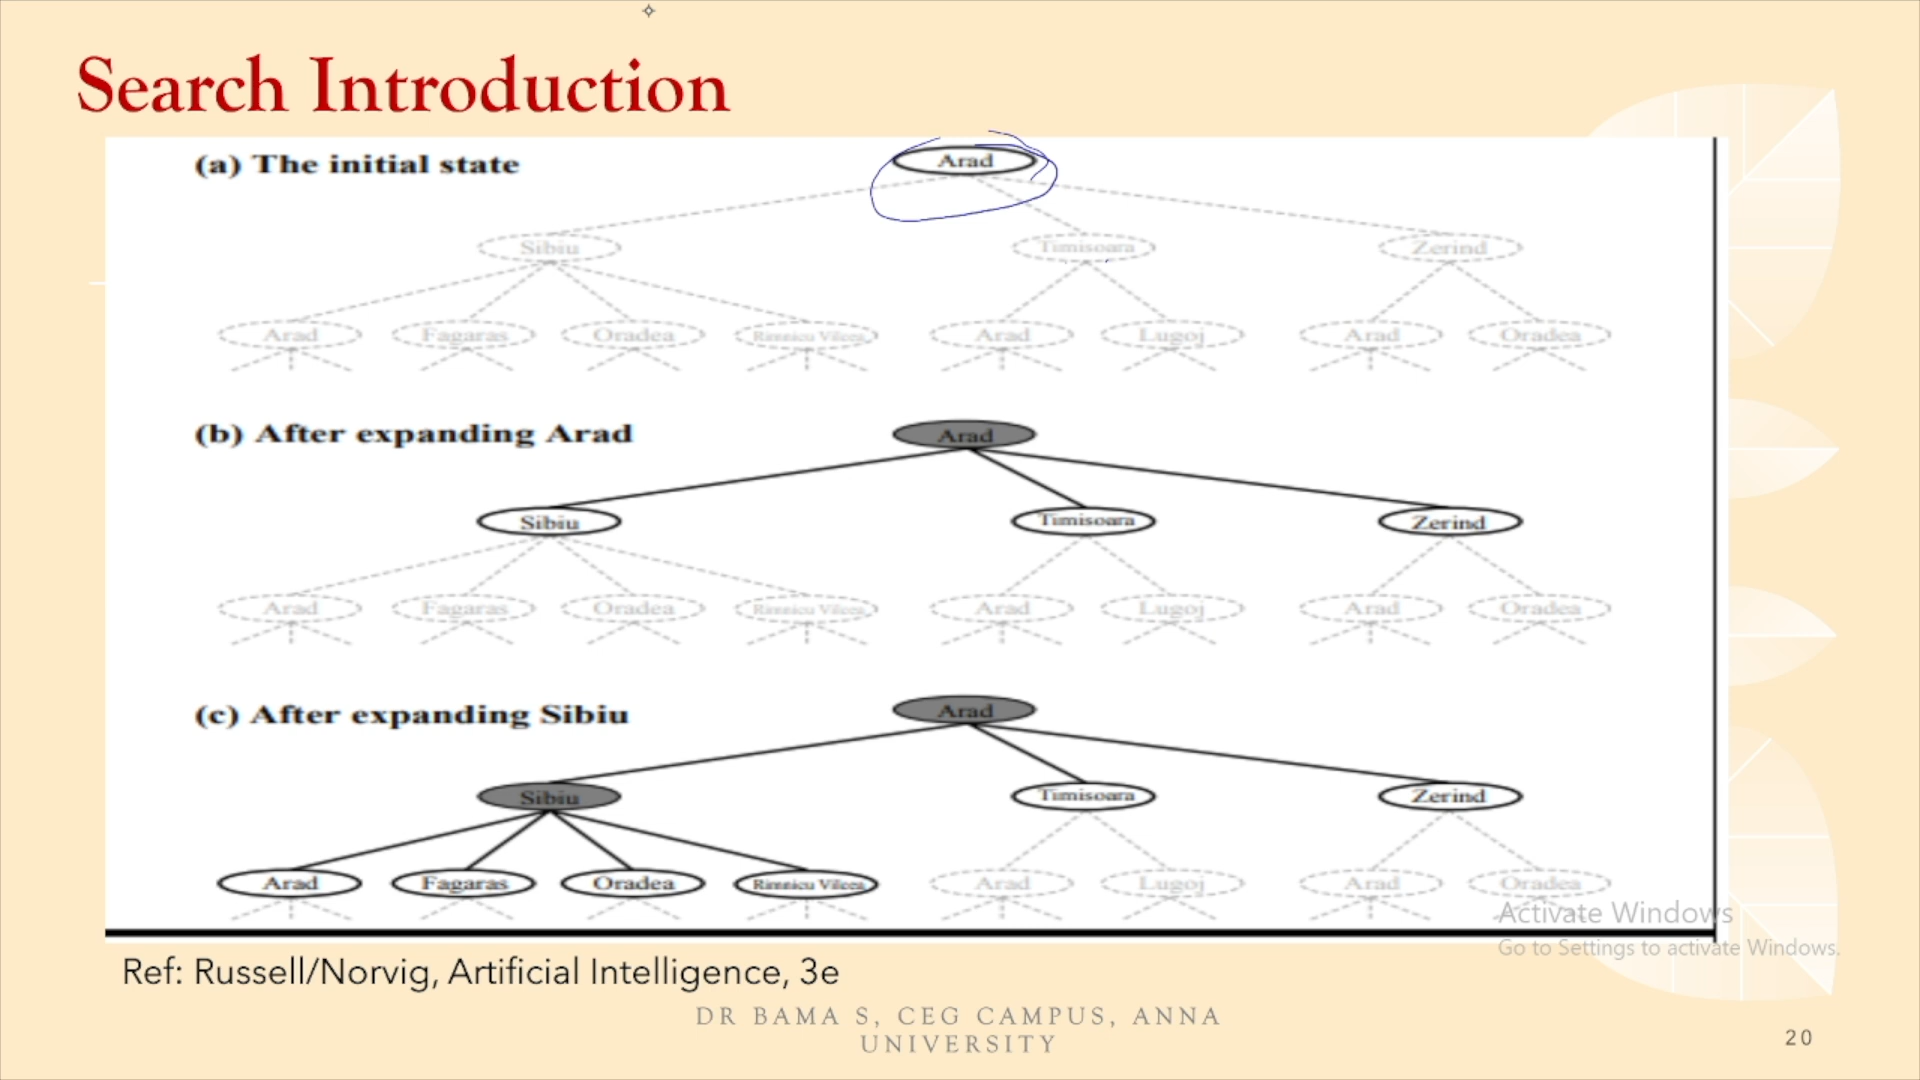 Search Introduction
(a) The initial state
Arad
Sibiu Timisoara Zerind
Arad Fagaras Oradea Rimnicu Vilcea Arad Lugoj Arad Oradea
(b) After expanding Arad
Arad
Sibiu Timisoara Zerind
Arad Fagaras Oradea Rimnicu Vilcea Arad Lugoj Arad Oradea
(c) After expanding Sibiu
Arad
Sibiu Timisoara Zerind
Arad Fagaras Oradea Rimnicu Vilcea Arad Lugoj Arad Oradea
Activate Windows
Go to Settings to activate Windows.
Ref: Russell/Norvig, Artificial Intelligence, 3e
DR BAMA S, CEG CAMPUS, ANNA
UNIVERSITY
20